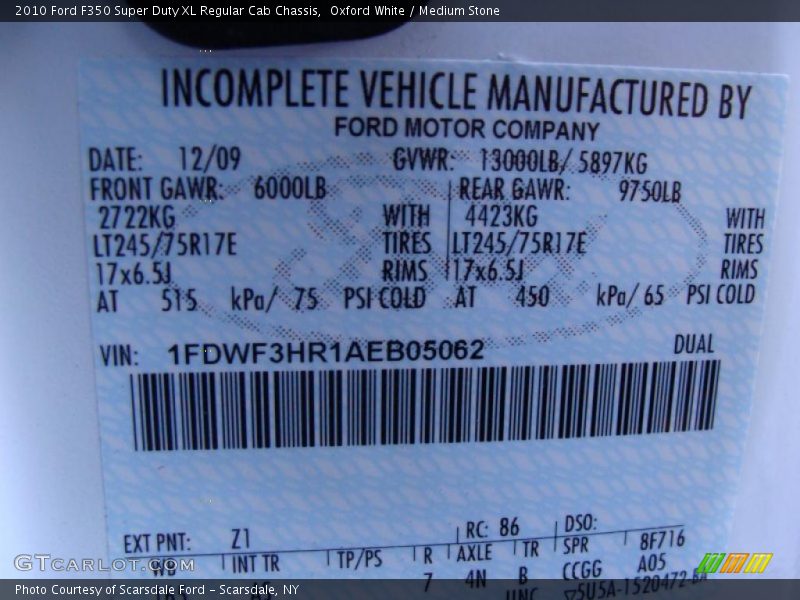 2010 Ford F350 Super Duty XL Regular Cab Chassis, Oxford White / Medium Stone
INCOMPLETE VEHICLE MANUFACTURED BY
FORD MOTOR COMPANY
DATE: 12/09 GVWR: 13000LB/ 5897KG
FRONT GAWR: 6000LB REAR GAWR: 9750LB
2722KG WITH 4423KG WITH
LT245/75R17E TIRES LT245/75R17E TIRES
17x6.5J RIMS 17x6.5J RIMS
AT 515 kPa/ 75 PSI COLD AT 450 kPa/ 65 PSI COLD
VIN: 1FDWF3HR1AEB05062 DUAL
EXT PNT: Z1 RC: 86 DSO:
WB INT TR TP/PS R AXLE TR SPR 8F716
7 4N B CCGG A05
5U5A-1520472-
GTCarLot.com
Photo Courtesy of Scarsdale Ford - Scarsdale, NY